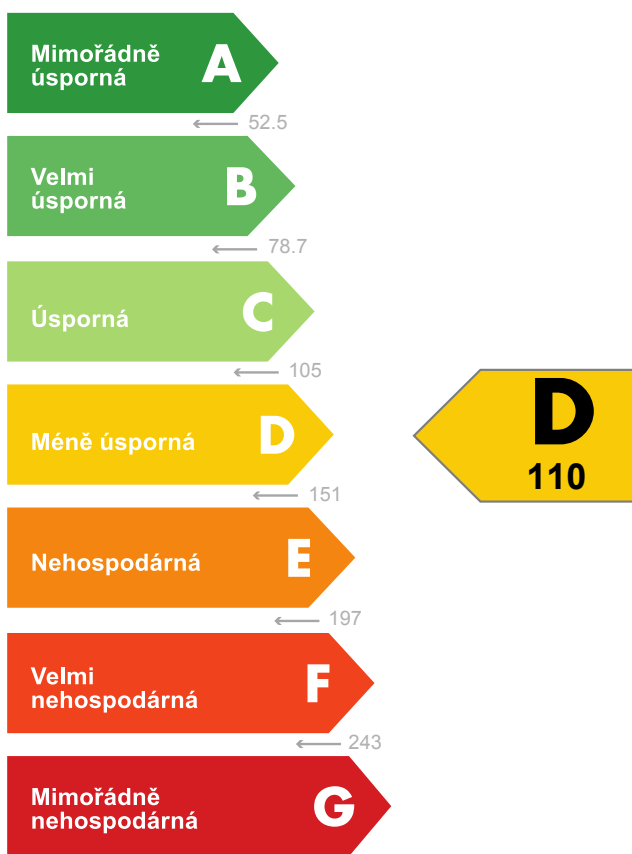 Mimořádně
úsporná
A
52.5
Velmi
úsporná
B
78.7
Úsporná
C
105
Méně úsporná
D
151
D
110
Nehospodárná
E
197
Velmi
nehospodárná
F
243
Mimořádně
nehospodárná
G